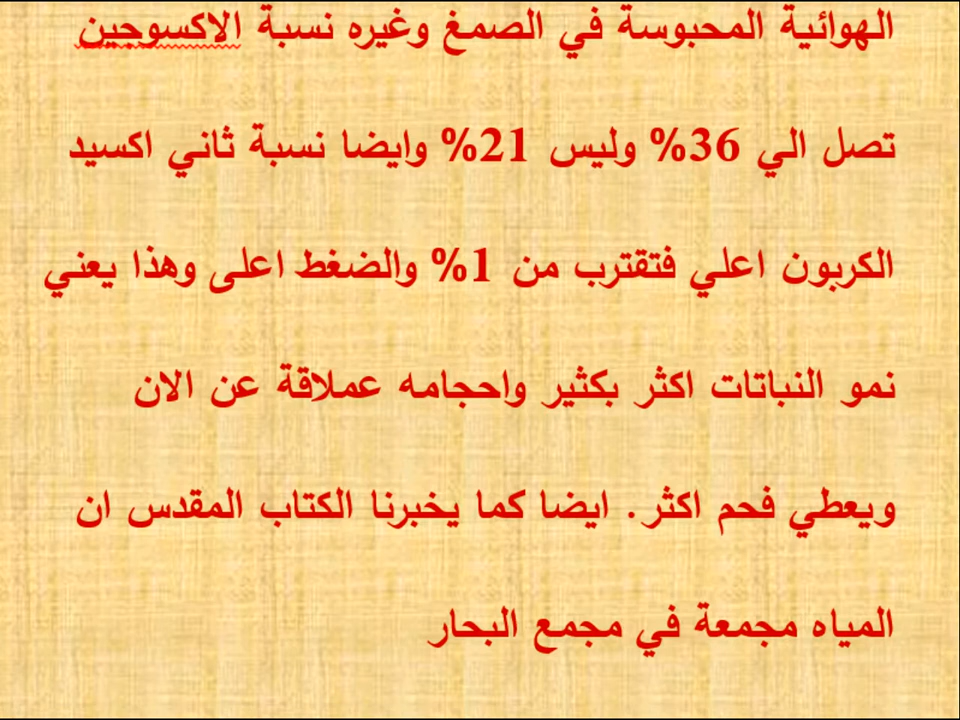 الهوائية المحبوسة في الصمغ وغيره نسبة الاكسوجين
تصل الي 36% وليس 21% وايضا نسبة ثاني اكسيد
الكربون اعلي فتقترب من 1% والضغط اعلى وهذا يعني
نمو النباتات اكثر بكثير واحجامه عملاقة عن الان
ويعطي فحم اكثر. ايضا كما يخبرنا الكتاب المقدس ان
المياه مجمعة في مجمع البحار